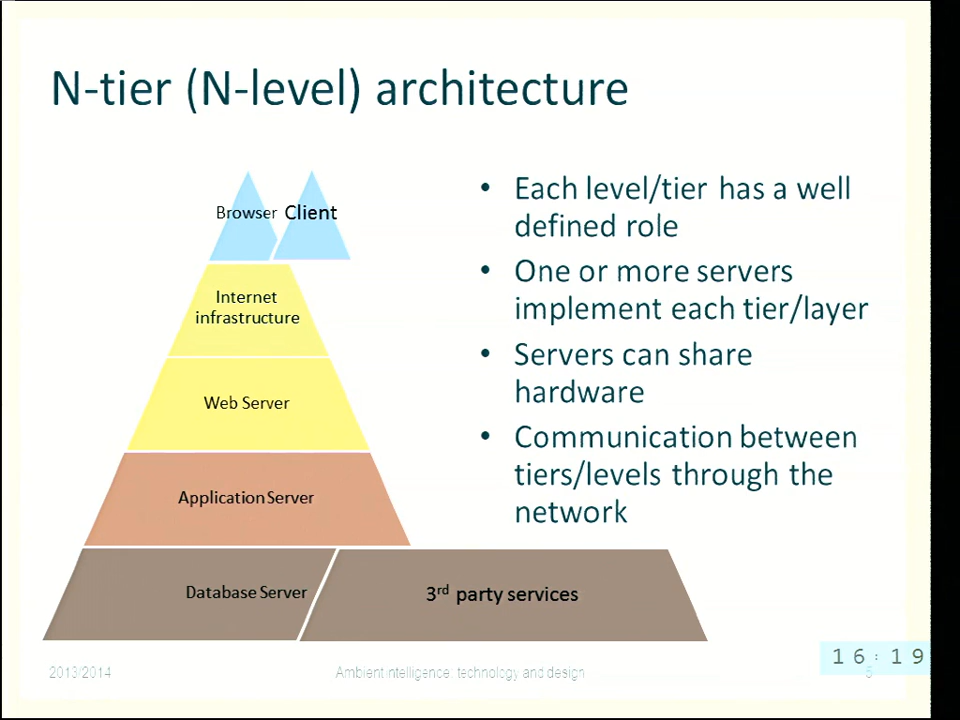 N-tier (N-level) architecture
Browser
Client
Internet
infrastructure
Web Server
Application Server
Database Server
3rd party services
• Each level/tier has a well
defined role
• One or more servers
implement each tier/layer
• Servers can share
hardware
• Communication between
tiers/levels through the
network
2013/2014
Ambient intelligence: technology and design
5
16:19